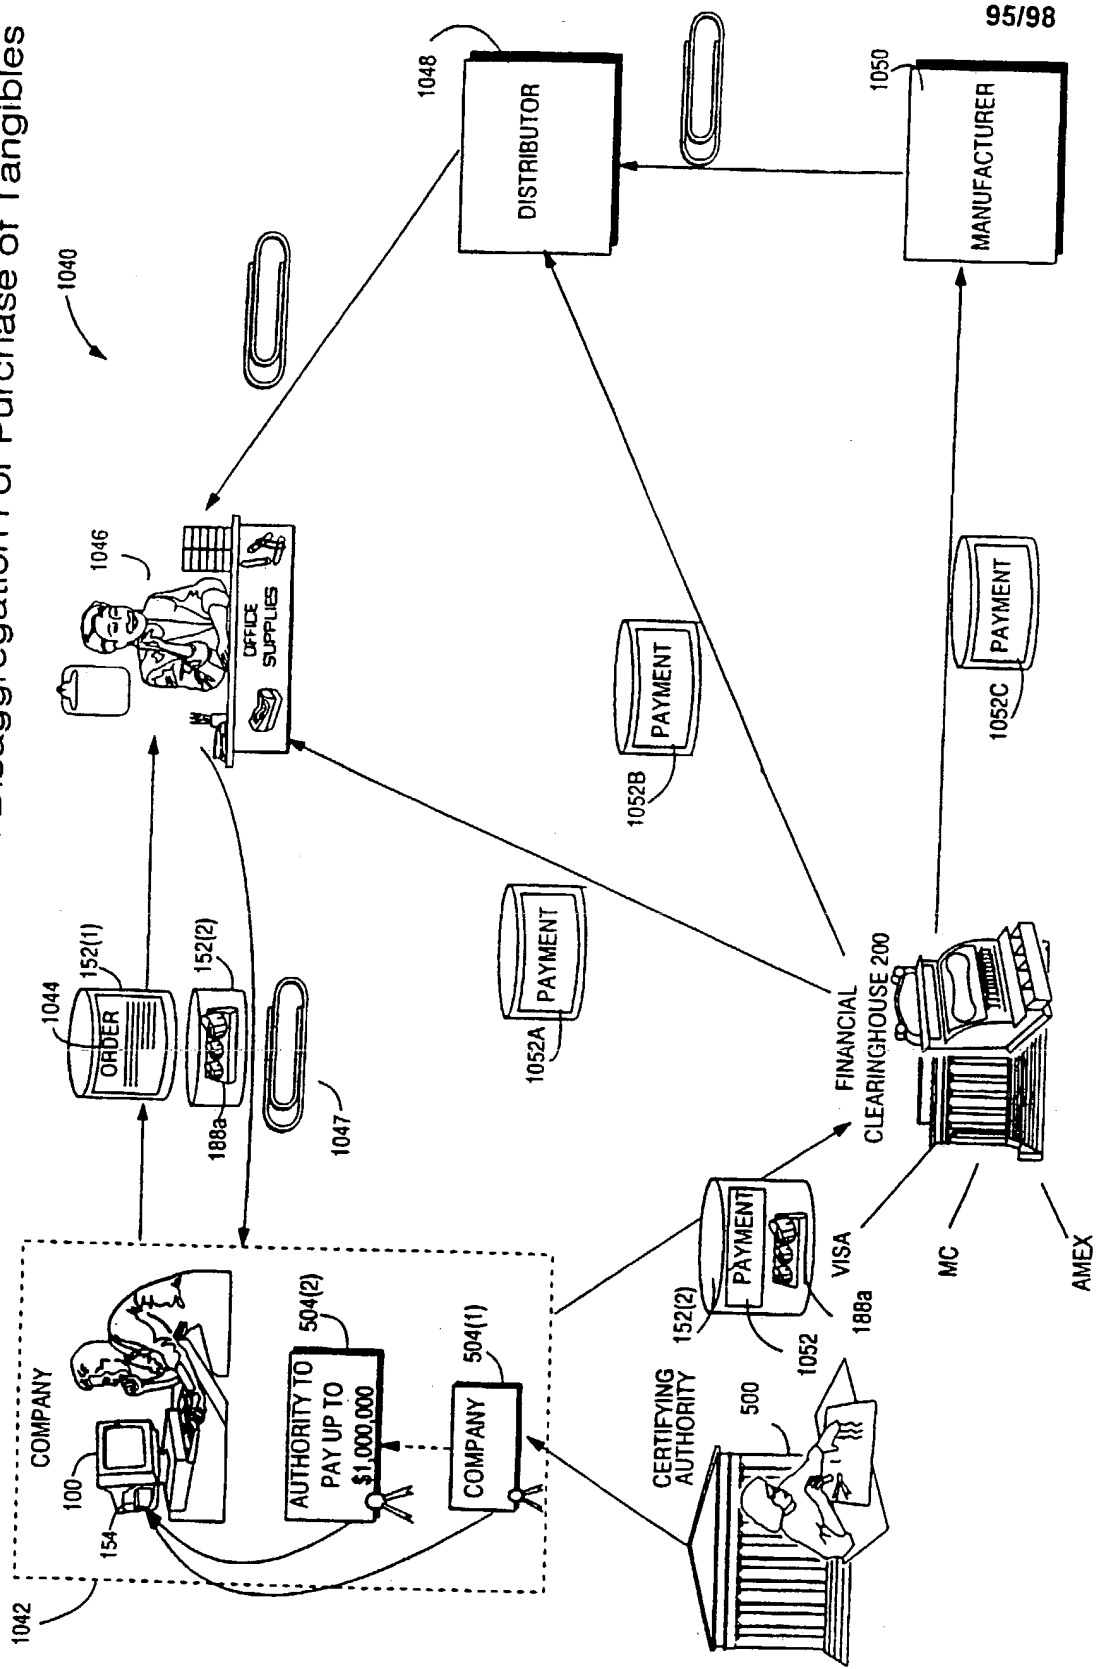 95/98
Disaggregation For Purchase of Tangibles
1040
1042
COMPANY
100
154
AUTHORITY TO
PAY UP TO
$1,000,000
504(2)
COMPANY
504(1)
CERTIFYING
AUTHORITY
500
1044
ORDER
152(1)
152(2)
188a
1047
1046
OFFICE
SUPPLIES
1048
DISTRIBUTOR
1050
MANUFACTURER
152(2)
PAYMENT
1052
188a
VISA
MC
AMEX
FINANCIAL
CLEARINGHOUSE 200
PAYMENT
1052A
PAYMENT
1052B
PAYMENT
1052C